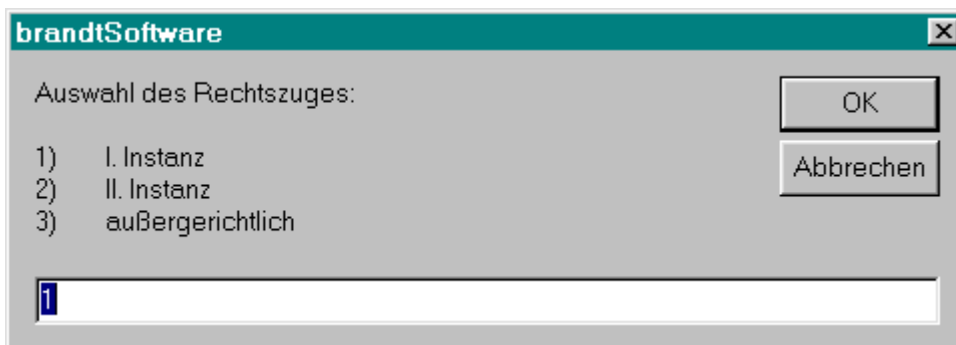 brandtSoftware
Auswahl des Rechtszuges:
OK
1) I. Instanz
Abbrechen
2) II. Instanz
3) außergerichtlich
1